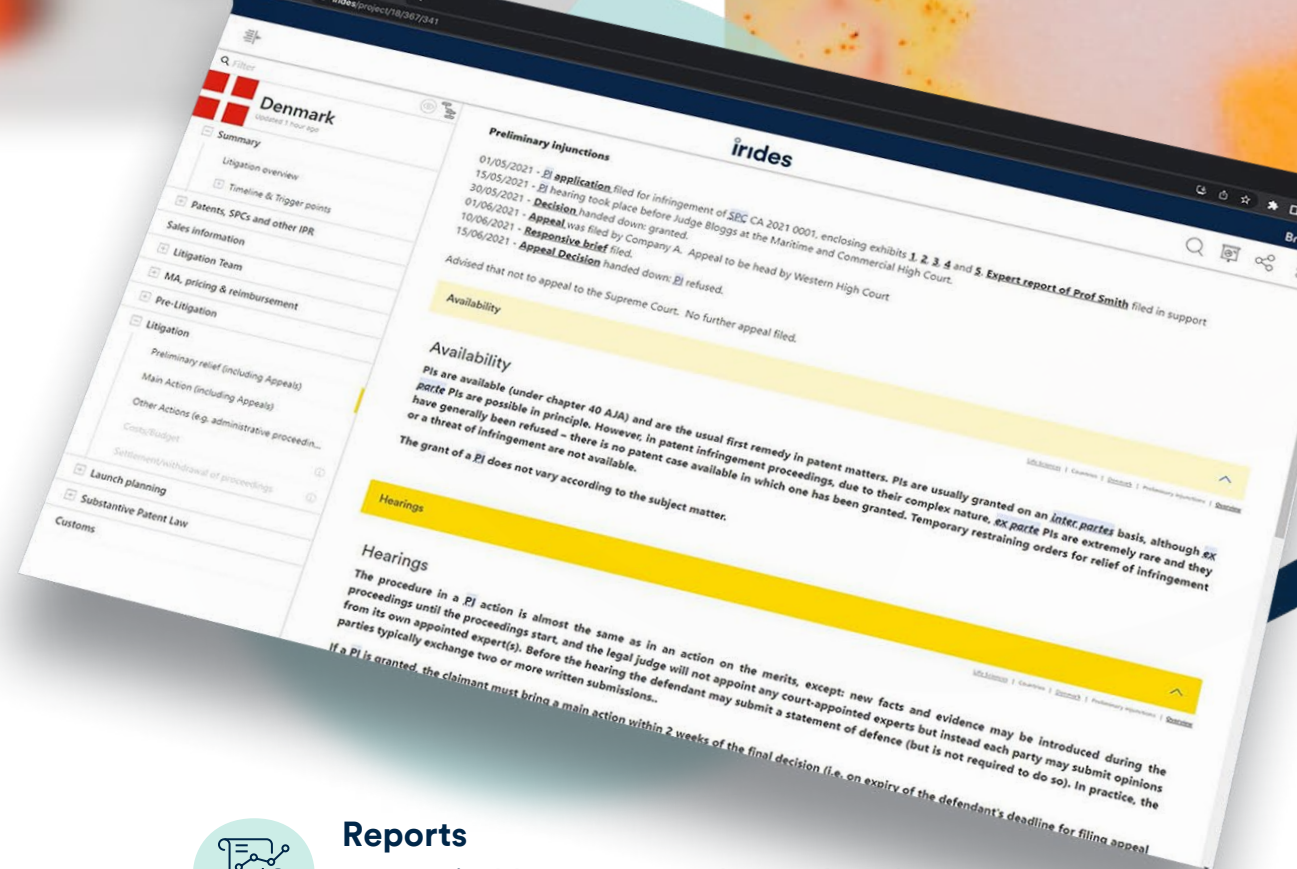 irides/project/18/367/341
Filter
Denmark
Updated 1 hour ago
Summary
Litigation overview
Timeline & Trigger points
Patents, SPCs and other IPR
Sales information
Litigation Team
MA, pricing & reimbursement
Pre-Litigation
Litigation
Preliminary relief (including Appeals)
Main Action (including Appeals)
Other Actions (e.g. administrative proceedin...
Costs/Budget
Settlement/withdrawal of proceedings
Launch planning
Substantive Patent Law
Customs
irides
Preliminary injunctions
01/05/2021 - PI application filed for infringement of SPC CA 2021 0001, enclosing exhibits 1, 2, 3, 4 and 5. Expert report of Prof Smith filed in support
15/05/2021 - PI hearing took place before Judge Bloggs at the Maritime and Commercial High Court.
30/05/2021 - Decision handed down: granted.
01/06/2021 - Appeal was filed by Company A. Appeal to be head by Western High Court
10/06/2021 - Responsive brief filed.
15/06/2021 - Appeal Decision handed down: PI refused.
Advised that not to appeal to the Supreme Court. No further appeal filed.
Availability
Life Sciences | Countries | Denmark | Preliminary injunctions | Overview
Availability
PIs are available (under chapter 40 AJA) and are the usual first remedy in patent matters. PIs are usually granted on an inter partes basis, although ex
parte PIs are possible in principle. However, in patent infringement proceedings, due to their complex nature, ex parte PIs are extremely rare and they
have generally been refused – there is no patent case available in which one has been granted. Temporary restraining orders for relief of infringement
or a threat of infringement are not available.
The grant of a PI does not vary according to the subject matter.
Hearings
Life Sciences | Countries | Denmark | Preliminary injunctions | Overview
Hearings
The procedure in a PI action is almost the same as in an action on the merits, except: new facts and evidence may be introduced during the
proceedings until the proceedings start, and the legal judge will not appoint any court-appointed experts but instead each party may submit opinions
from its own appointed expert(s). Before the hearing the defendant may submit a statement of defence (but is not required to do so). In practice, the
parties typically exchange two or more written submissions..
If a PI is granted, the claimant must bring a main action within 2 weeks of the final decision (i.e. on expiry of the defendant's deadline for filing appeal
Reports